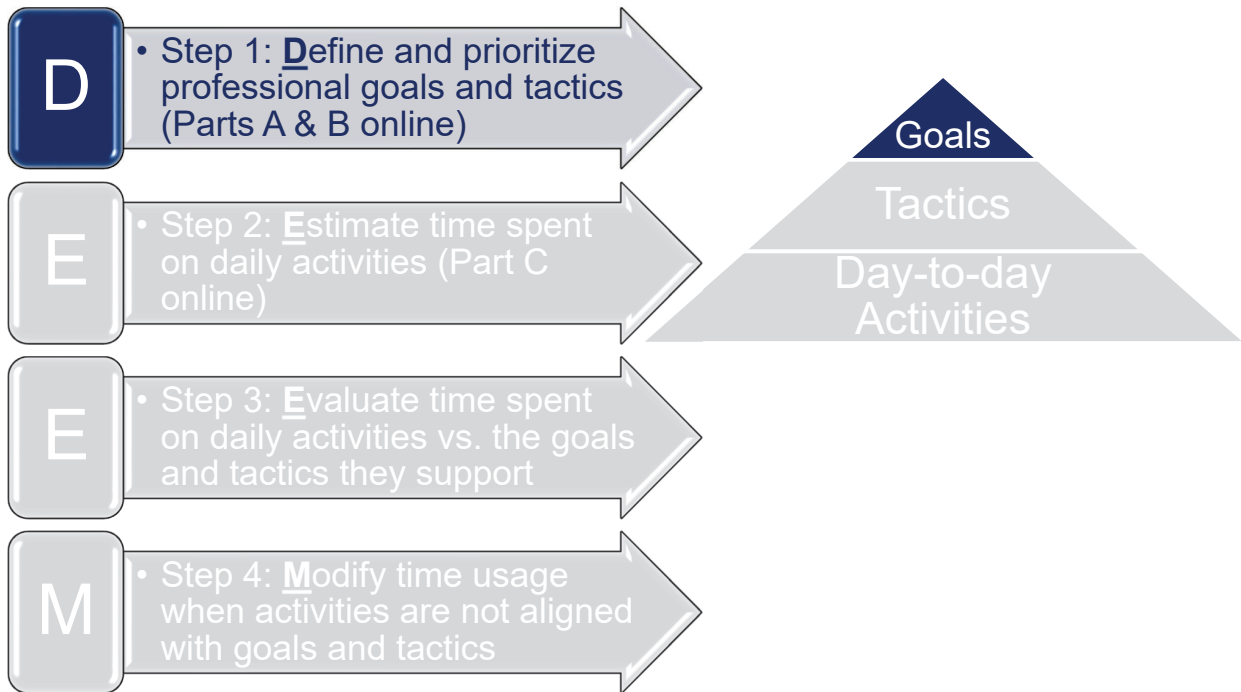 D
• Step 1: Define and prioritize
professional goals and tactics
(Parts A & B online)
E
• Step 2: Estimate time spent
on daily activities (Part C
online)
E
• Step 3: Evaluate time spent
on daily activities vs. the goals
and tactics they support
M
• Step 4: Modify time usage
when activities are not aligned
with goals and tactics
Goals
Tactics
Day-to-day
Activities